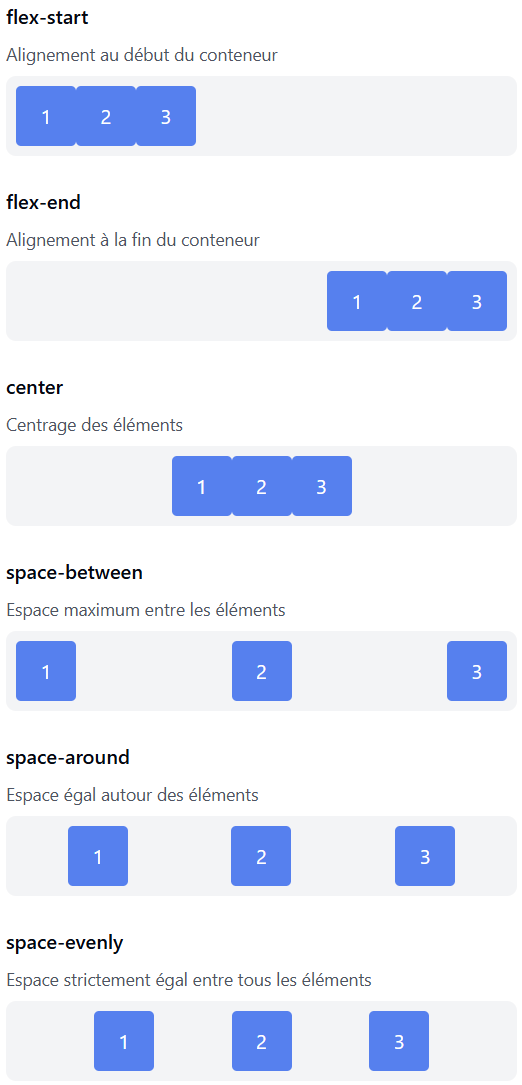 flex-start
Alignement au début du conteneur
1 2 3
flex-end
Alignement à la fin du conteneur
1 2 3
center
Centrage des éléments
1 2 3
space-between
Espace maximum entre les éléments
1 2 3
space-around
Espace égal autour des éléments
1 2 3
space-evenly
Espace strictement égal entre tous les éléments
1 2 3